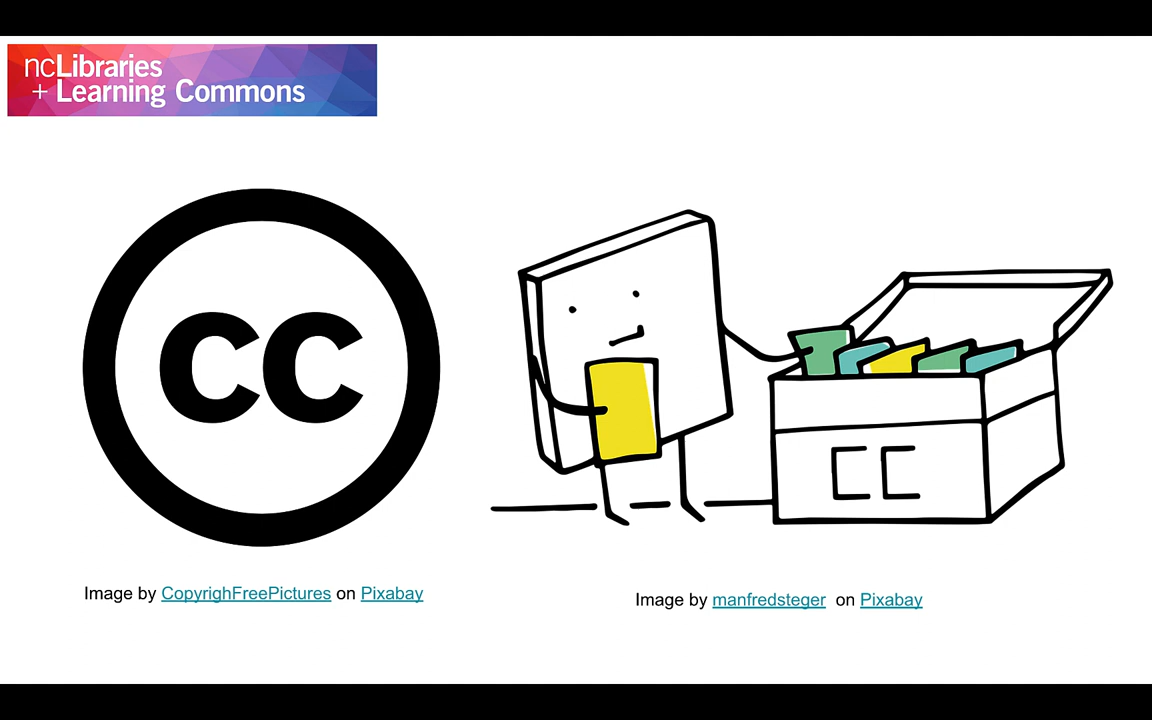 ncLibraries
+ Learning Commons
CC
CC
Image by CopyrighFreePictures on Pixabay
Image by manfredsteger on Pixabay